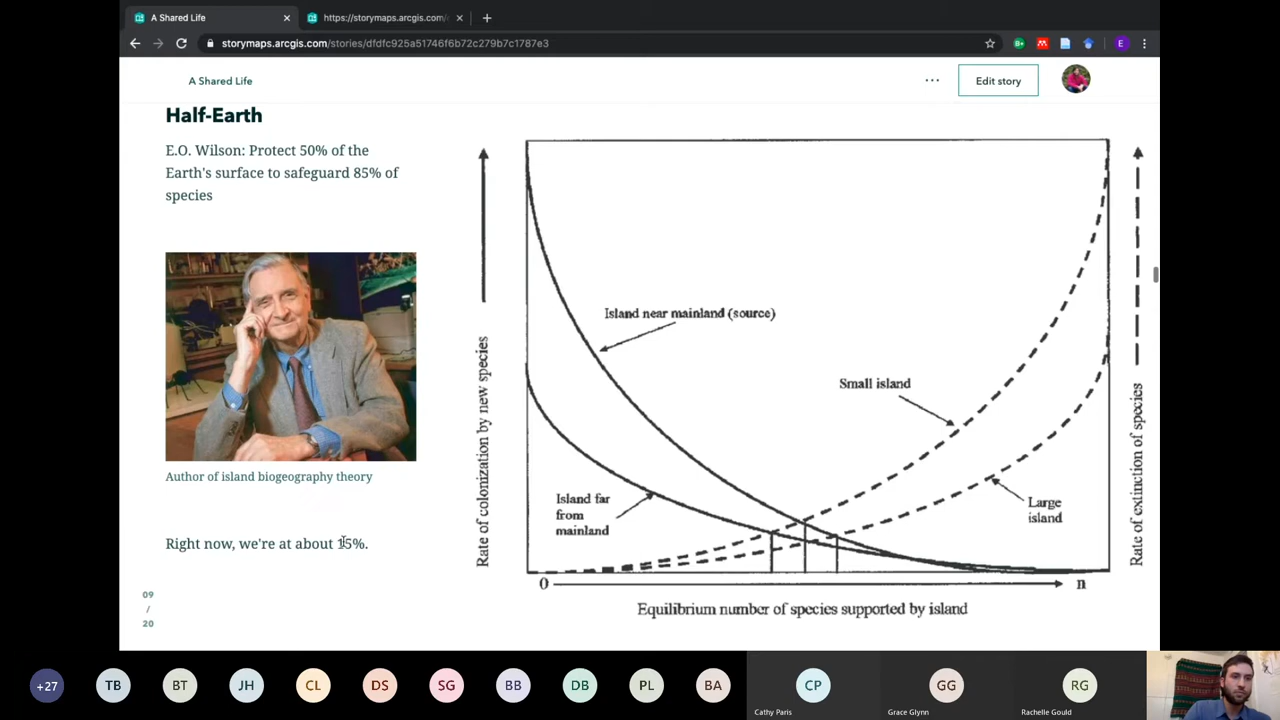 A Shared Life
https://storymaps.arcgis.com/
storymaps.arcgis.com/stories/dfdfc925a51746f6b72c279b7c1787e3
E
A Shared Life
Edit story
Half-Earth
E.O. Wilson: Protect 50% of the
Earth's surface to safeguard 85% of
species
Author of island biogeography theory
Right now, we're at about 15%.
09
/
20
Rate of colonization by new species
Island near mainland (source)
Small island
Island far
from
mainland
Large
island
Rate of extinction of species
0
n
Equilibrium number of species supported by island
+27
TB
BT
JH
CL
DS
SG
BB
DB
PL
BA
CP
Cathy Paris
GG
Grace Glynn
RG
Rachelle Gould